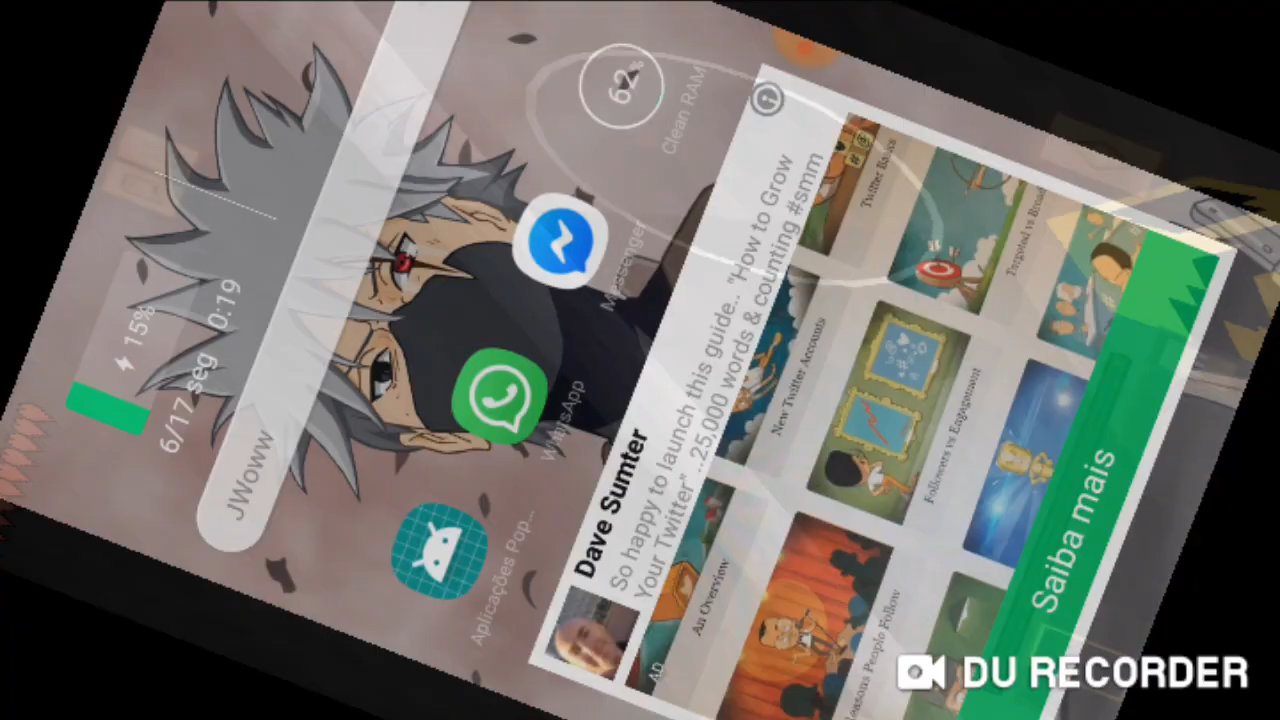 15%
6/17 seg 0:19
JWoww
62%
Clean RAM
Messenger
WhatsApp
Aplicações Pop...
Dave Sumter
So happy to launch this guide.. "How to Grow
Your Twitter"..25,000 words & counting #smm
AD
An Overview
New Twitter Accounts
Twitter Basics
Reasons People Follow
Followers vs Engagement
Targeted vs Broad
Saiba mais
DU RECORDER